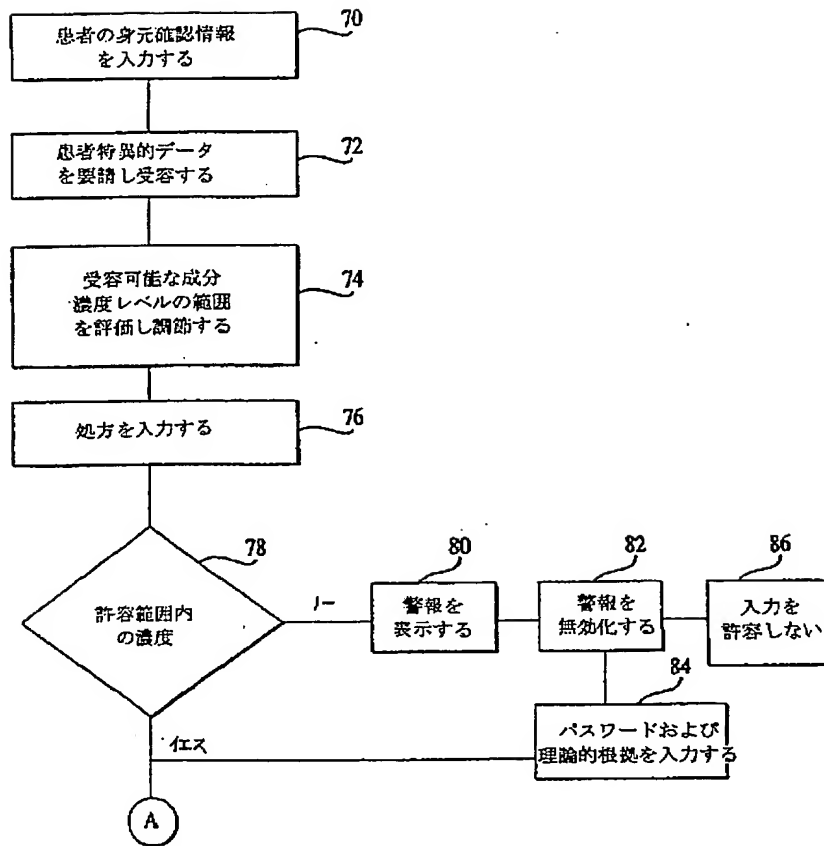 患者の身元確認情報
を入力する
70
患者特異的データ
を要請し受容する
72
受容可能な成分
濃度レベルの範囲
を評価し調節する
74
処方を入力する
76
許容範囲内
の濃度
78
ノー
警報を
表示する
80
警報を
無効化する
82
入力を
許容しない
86
パスワードおよび
理論的根拠を入力する
84
イエス
A